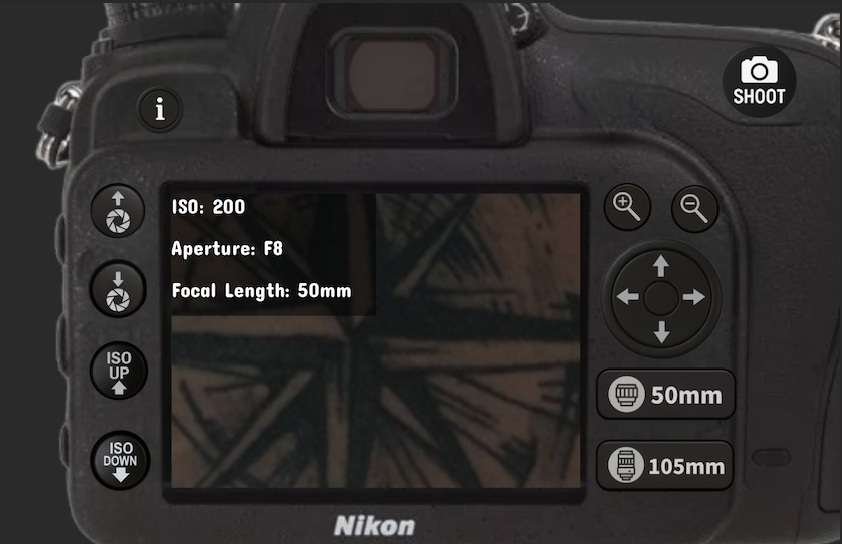 SHOOT
i
ISO: 200
Aperture: F8
Focal Length: 50mm
ISO
UP
50mm
ISO
DOWN
105mm
Nikon